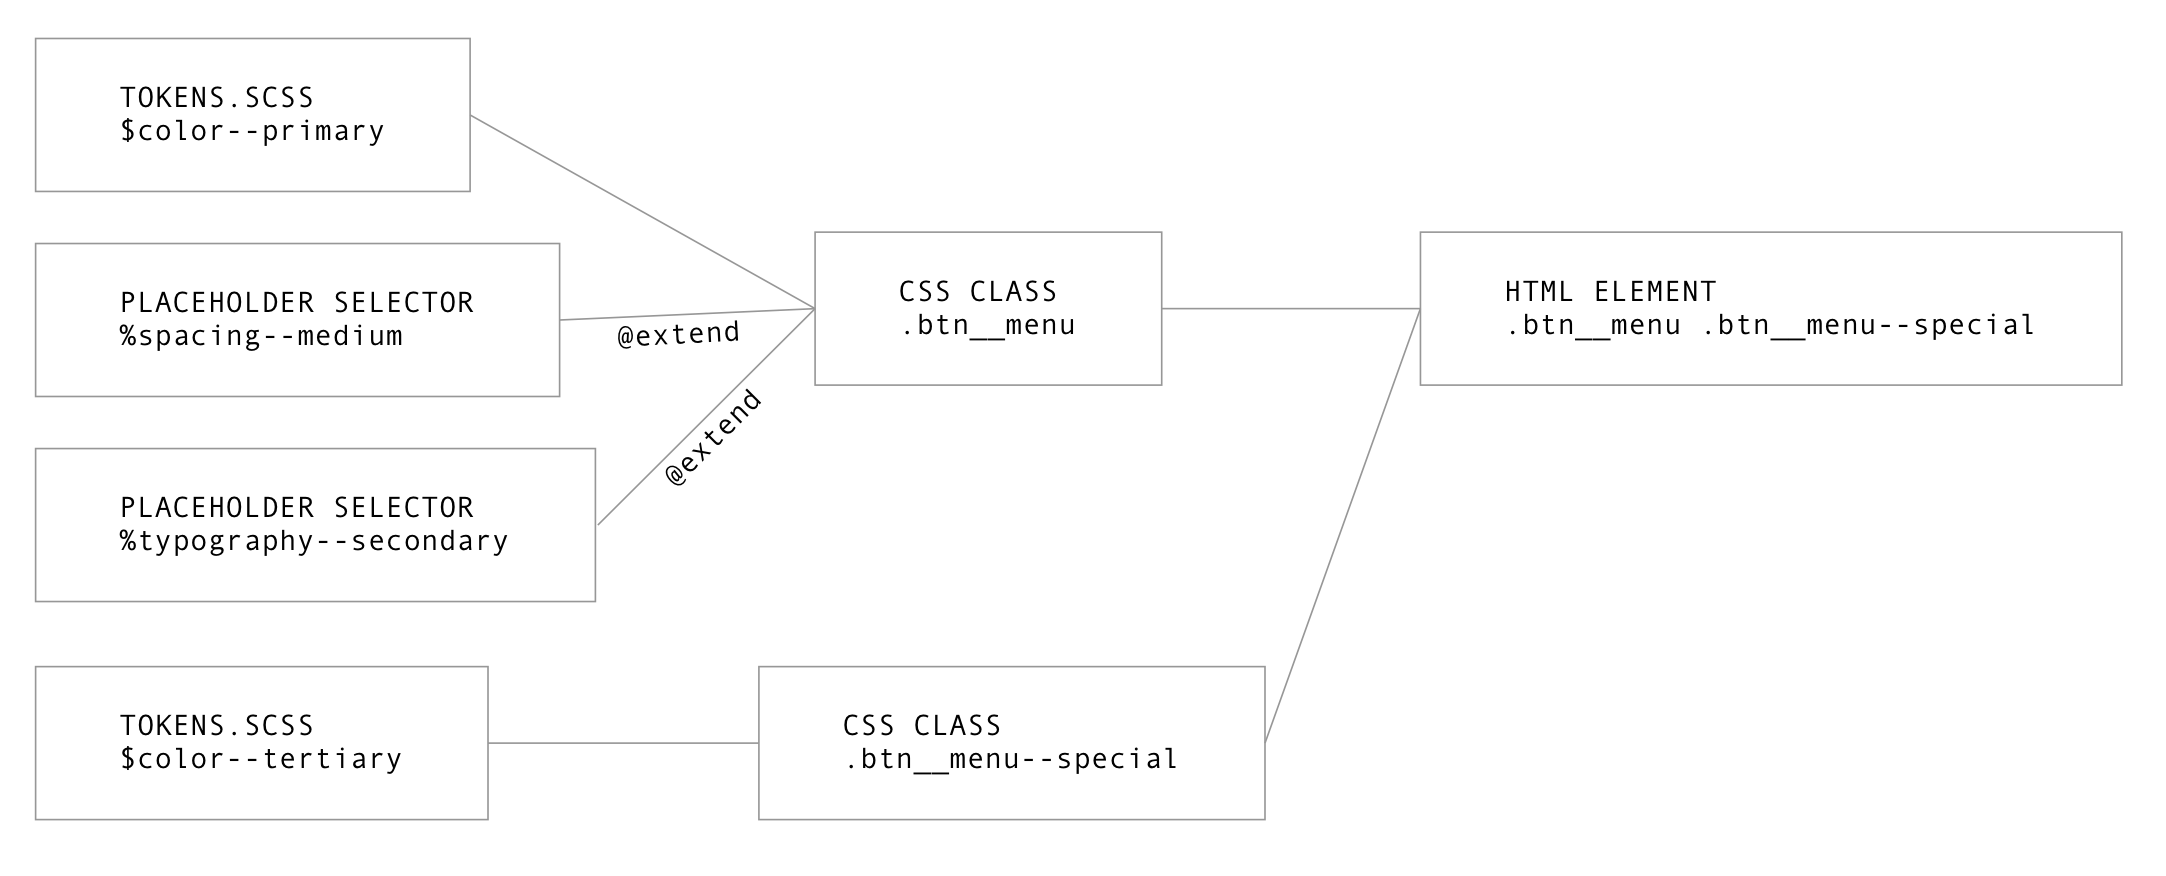 TOKENS.SCSS
$color--primary
PLACEHOLDER SELECTOR
%spacing--medium
@extend
PLACEHOLDER SELECTOR
%typography--secondary
@extend
CSS CLASS
.btn__menu
HTML ELEMENT
.btn__menu .btn__menu--special
TOKENS.SCSS
$color--tertiary
CSS CLASS
.btn__menu--special